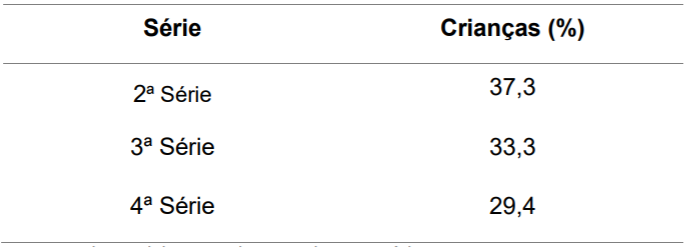 Série Crianças (%)
2ª Série 37,3
3ª Série 33,3
4ª Série 29,4